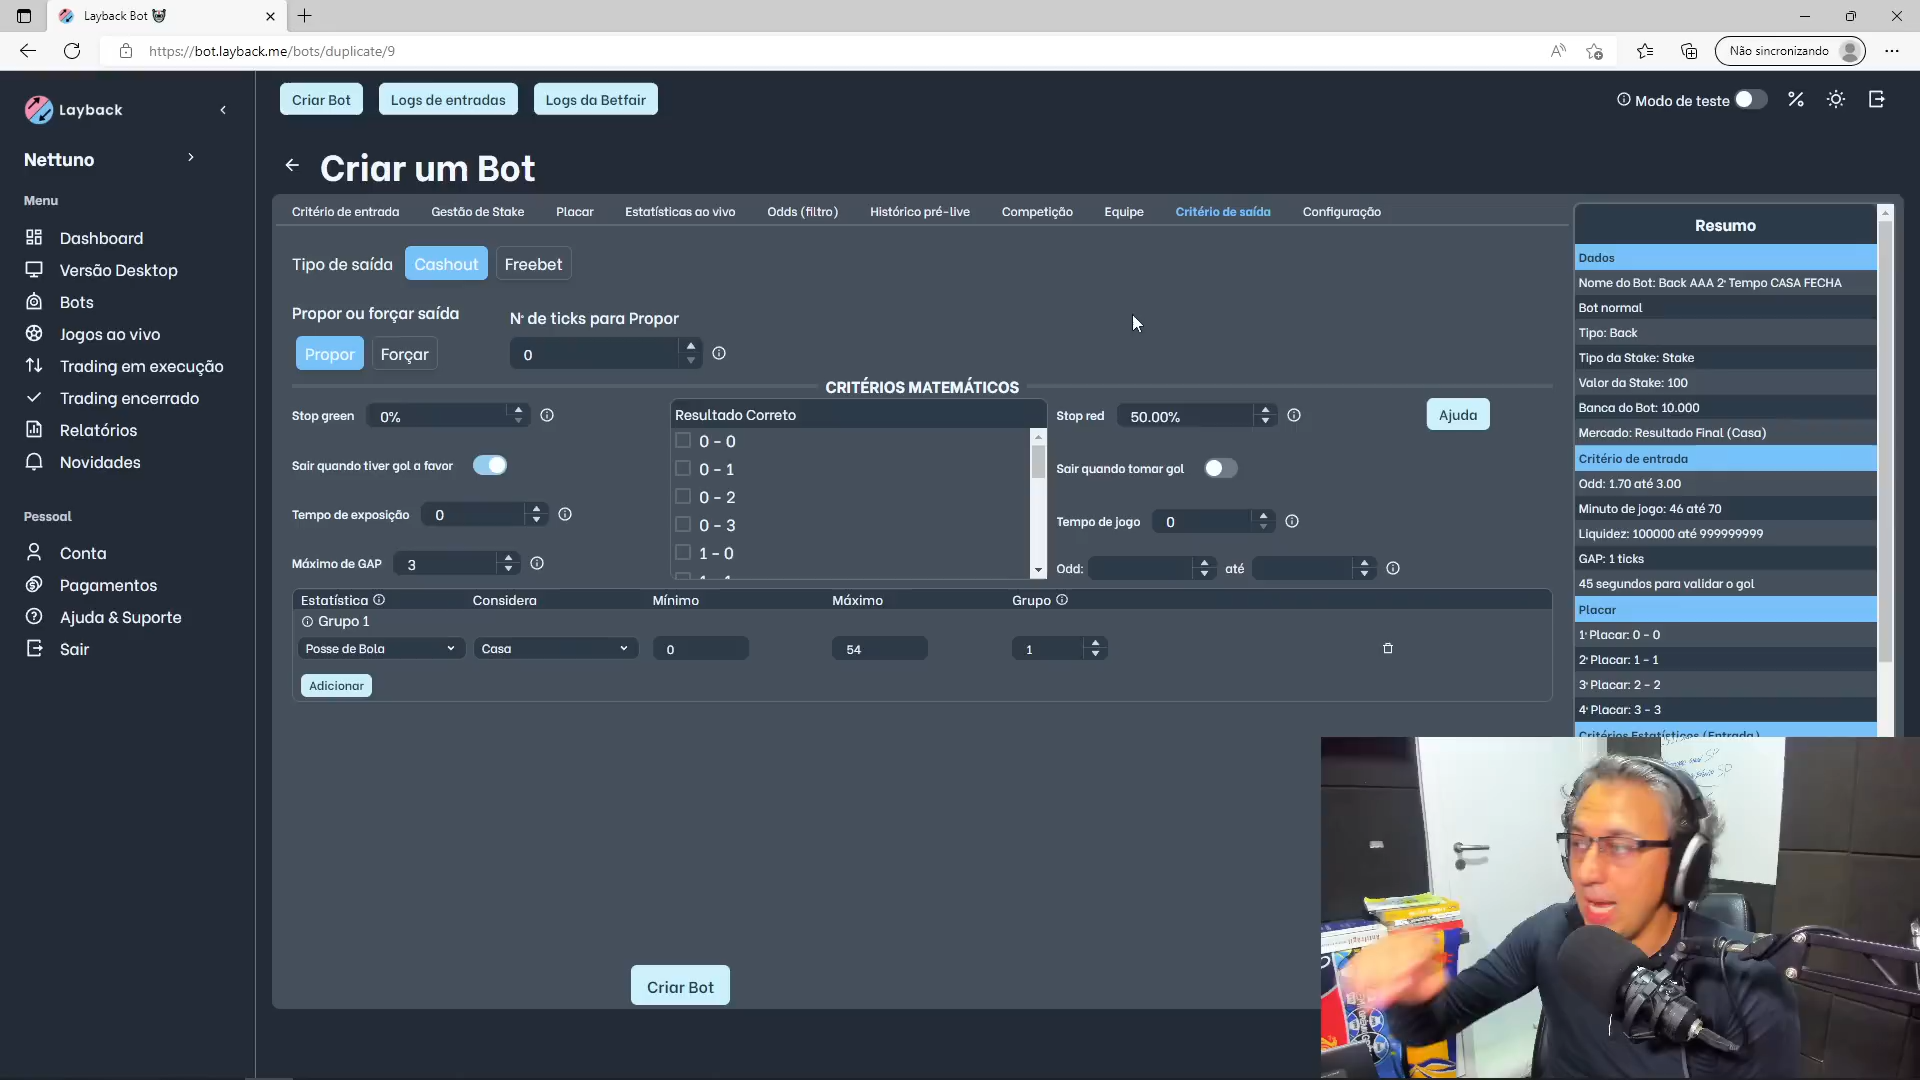 Layback Bot
https://bot.layback.me/bots/duplicate/9
Não sincronizando
Layback
Criar Bot
Logs de entradas
Logs da Betfair
Modo de teste
Nettuno
Criar um Bot
Menu
Dashboard
Versão Desktop
Bots
Jogos ao vivo
Trading em execução
Trading encerrado
Relatórios
Novidades
Pessoal
Conta
Pagamentos
Ajuda & Suporte
Sair
Critério de entrada
Gestão de Stake
Placar
Estatísticas ao vivo
Odds (filtro)
Histórico pré-live
Competição
Equipe
Critério de saída
Configuração
Tipo de saída
Cashout
Freebet
Propor ou forçar saída
Nº de ticks para Propor
Propor
Forçar
0
CRITÉRIOS MATEMÁTICOS
Stop green
0%
Sair quando tiver gol a favor
Tempo de exposição
0
Máximo de GAP
3
Resultado Correto
0 - 0
0 - 1
0 - 2
0 - 3
1 - 0
Stop red
50.00%
Ajuda
Sair quando tomar gol
Tempo de jogo
0
Odd:
até
Estatística
Considera
Mínimo
Máximo
Grupo
Grupo 1
Posse de Bola
Casa
0
54
1
Adicionar
Criar Bot
Resumo
Dados
Nome do Bot: Back AAA 2º Tempo CASA FECHA
Bot normal
Tipo: Back
Tipo da Stake: Stake
Valor da Stake: 100
Banca do Bot: 10.000
Mercado: Resultado Final (Casa)
Critério de entrada
Odd: 1.70 até 3.00
Minuto de jogo: 46 até 70
Liquidez: 100000 até 999999999
GAP: 1 ticks
45 segundos para validar o gol
Placar
1º Placar: 0 - 0
2º Placar: 1 - 1
3º Placar: 2 - 2
4º Placar: 3 - 3
Critérios Estatísticos (Entrada)